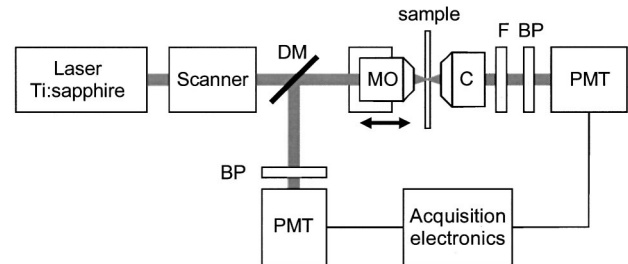 sample
DM
F
BP
Laser
Ti:sapphire
Scanner
MO
C
PMT
BP
PMT
Acquisition
electronics